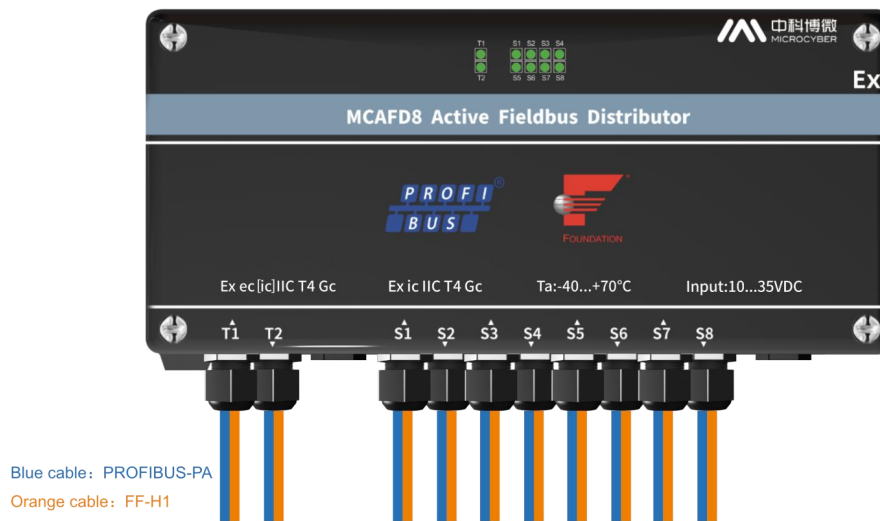 中科博微
MICROCYBER
T1 S1 S2 S3 S4
T2 S5 S6 S7 S8
Ex
MCAFD8 Active Fieldbus Distributor
PROFI®
BUS
FOUNDATION
Ex ec[ic]IIC T4 Gc Ex ic IIC T4 Gc Ta:-40...+70℃ Input:10...35VDC
T1 T2 S1 S2 S3 S4 S5 S6 S7 S8
Blue cable：PROFIBUS-PA
Orange cable：FF-H1